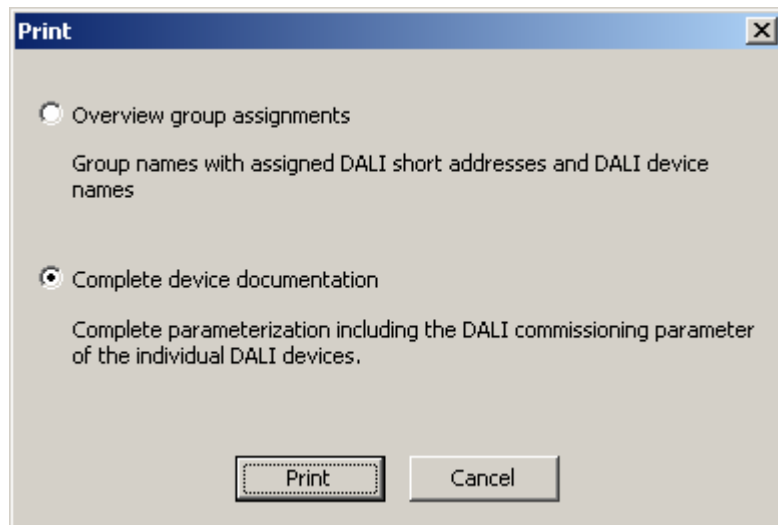 Print
Overview group assignments
Group names with assigned DALI short addresses and DALI device
names
Complete device documentation
Complete parameterization including the DALI commissioning parameter
of the individual DALI devices.
Print
Cancel